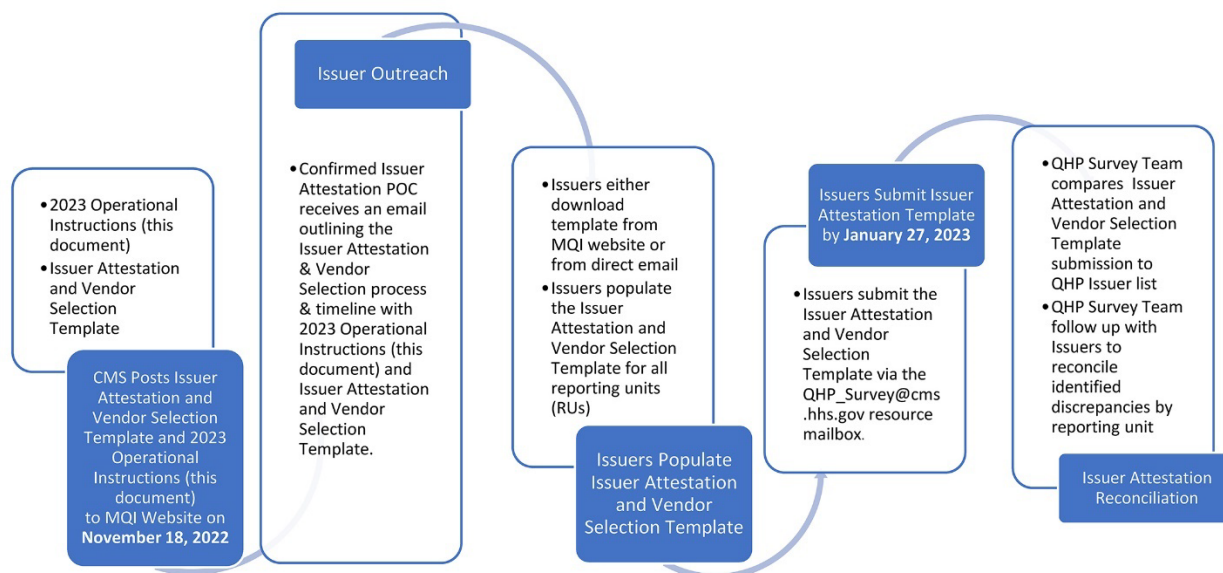 •2023 Operational
Instructions (this
document)
•Issuer Attestation
and Vendor
Selection
Template
CMS Posts Issuer
Attestation and
Vendor Selection
Template and 2023
Operational
Instructions (this
document)
to MQI Website on
November 18, 2022
Issuer Outreach
•Confirmed Issuer
Attestation POC
receives an email
outlining the
Issuer Attestation
& Vendor
Selection process
& timeline with
2023 Operational
Instructions (this
document) and
Issuer Attestation
and Vendor
Selection
Template.
•Issuers either
download
template from
MQI website or
from direct email
•Issuers populate
the Issuer
Attestation and
Vendor Selection
Template for all
reporting units
(RUs)
Issuers Populate
Issuer Attestation
and Vendor
Selection Template
Issuers Submit Issuer
Attestation Template
by January 27, 2023
•Issuers submit the
Issuer Attestation
and Vendor
Selection
Template via the
QHP_Survey@cms
.hhs.gov resource
mailbox.
•QHP Survey Team
compares Issuer
Attestation and
Vendor Selection
Template
submission to
QHP Issuer list
•QHP Survey Team
follow up with
Issuers to
reconcile
identified
discrepancies by
reporting unit
Issuer Attestation
Reconciliation